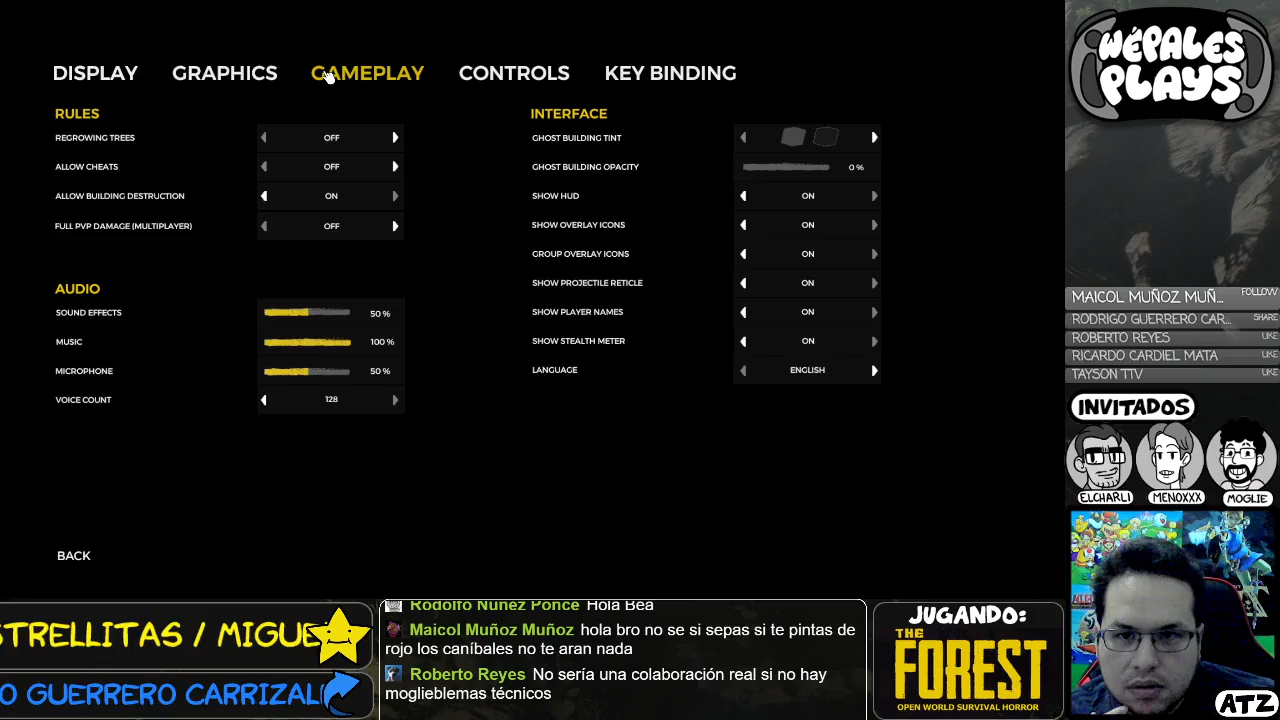 DISPLAY GRAPHICS GAMEPLAY CONTROLS KEY BINDING
RULES
REGROWING TREES OFF
ALLOW CHEATS OFF
ALLOW BUILDING DESTRUCTION ON
FULL PVP DAMAGE (MULTIPLAYER) OFF
AUDIO
SOUND EFFECTS 50 %
MUSIC 100 %
MICROPHONE 50 %
VOICE COUNT 128
INTERFACE
GHOST BUILDING TINT
GHOST BUILDING OPACITY 0 %
SHOW HUD ON
SHOW OVERLAY ICONS ON
GROUP OVERLAY ICONS ON
SHOW PROJECTILE RETICLE ON
SHOW PLAYER NAMES ON
SHOW STEALTH METER ON
LANGUAGE ENGLISH
BACK
WÉPALES
PLAYS
MAICOL MUÑOZ MUÑ... FOLLOW
RODRIGO GUERRERO CAR... SHARE
ROBERTO REYES LIKE
RICARDO CARDIEL MATA LIKE
TAYSON TTV LIKE
INVITADOS
ELCHARLI MENOXXX MOGLIE
STRELLITAS / MIGUE
O GUERRERO CARRIZAL
Rodolfo Nuñez Ponce Hola Bea
Maicol Muñoz Muñoz hola bro no se si sepas si te pintas de
rojo los caníbales no te aran nada
Roberto Reyes No sería una colaboración real si no hay
moglieblemas técnicos
JUGANDO:
THE
FOREST
OPEN WORLD SURVIVAL HORROR
ATZ